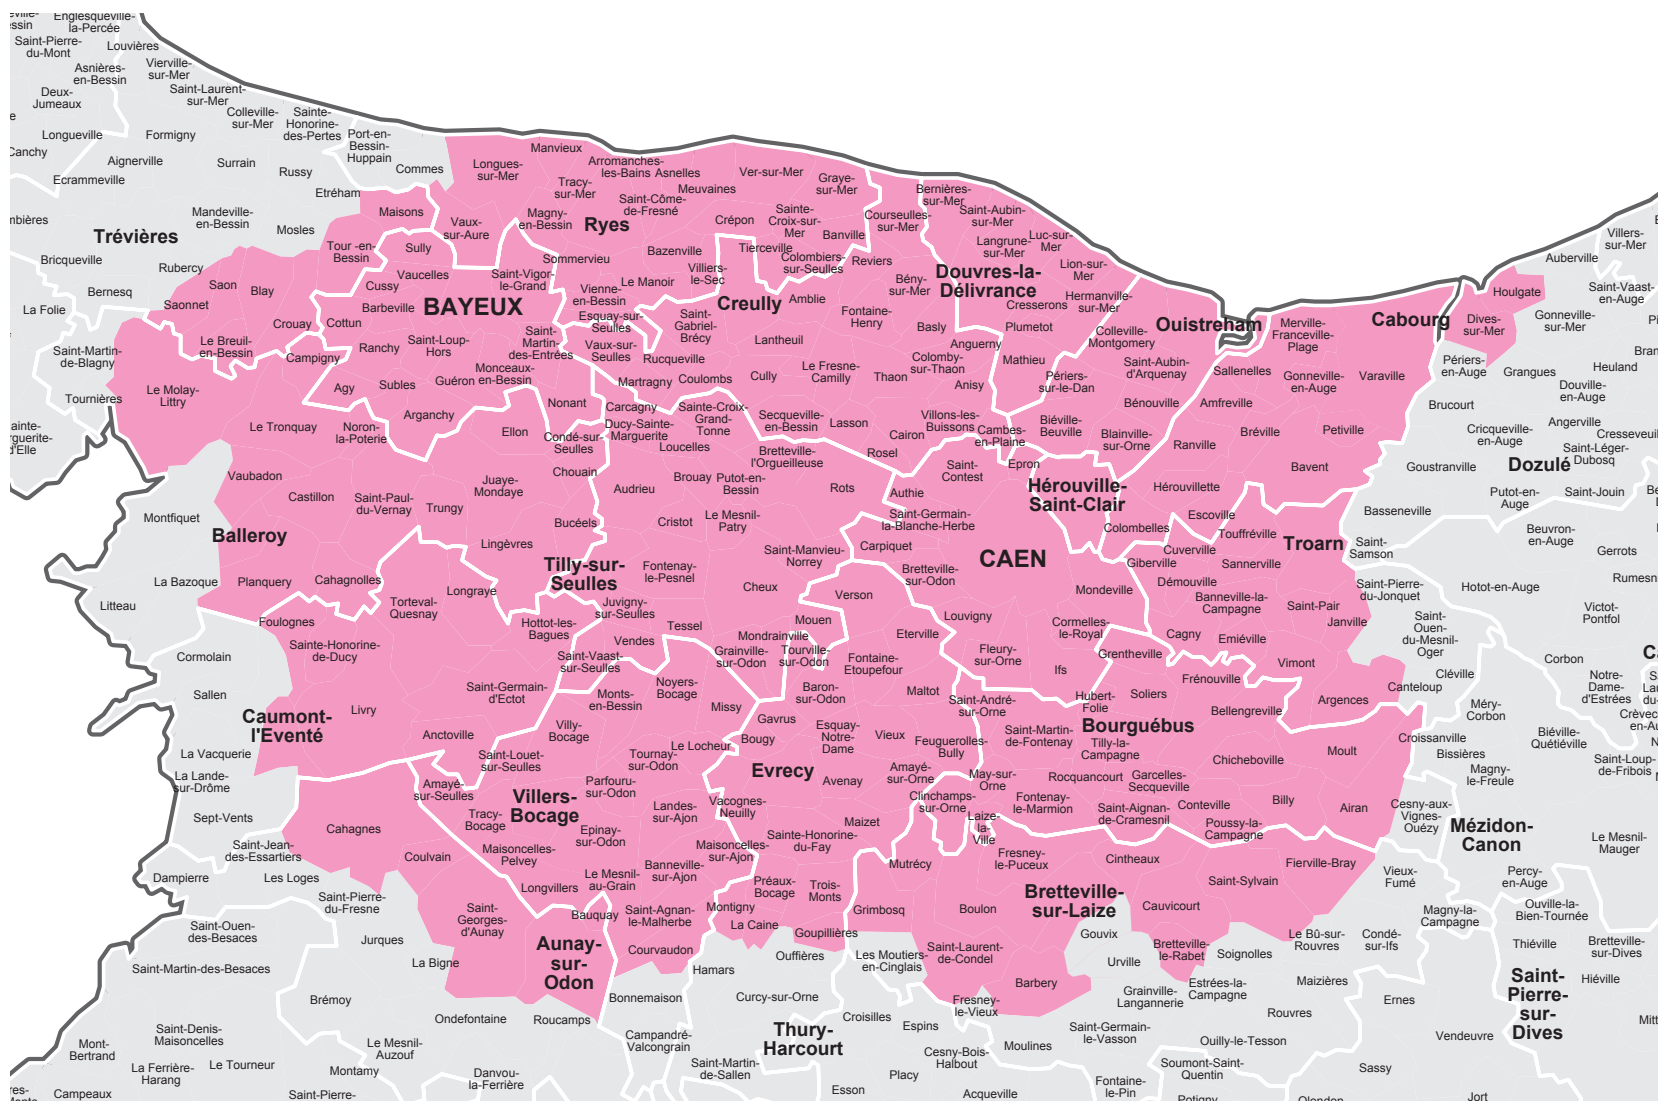 Englesqueville-
la-Percée
Saint-Pierre-
du-Mont
Louvières
Asnières-
en-Bessin
Vierville-
sur-Mer
Deux-
Jumeaux
Saint-Laurent-
sur-Mer
Colleville-
sur-Mer
Sainte-
Honorine-
des-Pertes
Longueville
Formigny
Port-en-
Bessin-
Huppain
Canchy
Aignerville
Surrain
Russy
Commes
Ecrammeville
Etréham
Mandeville-
en-Bessin
Mosles
Trévières
Bricqueville
Rubercy
Bernesq
La Folie
Saint-Martin-
de-Blagny
Tournières
Longues-
sur-Mer
Manvieux
Arromanches-
les-Bains
Asnelles
Tracy-
sur-Mer
Meuvaines
Ver-sur-Mer
Graye-
sur-Mer
Saint-Côme-
de-Fresné
Magny-
en-Bessin
Ryes
Crépon
Sainte-
Croix-sur-
Mer
Banville
Courseulles-
sur-Mer
Bernières-
sur-Mer
Saint-Aubin-
sur-Mer
Langrune-
sur-Mer
Luc-sur-
Mer
Lion-sur-
Mer
Hermanville-
sur-Mer
Maisons
Vaux-
sur-Aure
Tour -en-
Bessin
Sully
Sommervieu
Bazenville
Villiers-
le-Sec
Tierceville
Colombiers-
sur-Seulles
Reviers
Bény-
sur-Mer
Douvres-la-
Délivrance
Cresserons
Plumetot
Saon
Blay
Saonnet
Vaucelles
Cussy
Barbeville
Saint-Vigor-
le-Grand
BAYEUX
Vienne-
en-Bessin
Le Manoir
Esquay-sur-
Seulles
Creully
Amblie
Fontaine-
Henry
Basly
Saint-
Gabriel-
Brécy
Lantheuil
Anguerny
Mathieu
Colleville-
Montgomery
Ouistreham
Merville-
Franceville-
Plage
Cabourg
Houlgate
Dives-
sur-Mer
Auberville
Villers-
sur-Mer
Saint-Vaast-
en-Auge
Gonneville-
sur-Mer
Crouay
Cottun
Le Breuil-
en-Bessin
Campigny
Ranchy
Saint-Loup-
Hors
Saint-
Martin-
des-Entrées
Vaux-sur-
Seulles
Rucqueville
Martragny
Coulombs
Cully
Le Fresne-
Camilly
Thaon
Colomby-
sur-Thaon
Anisy
Périers-
sur-le-Dan
Saint-Aubin-
d'Arquenay
Sallenelles
Gonneville-
en-Auge
Varaville
Périers-
en-Auge
Grangues
Heuland
Douville-
en-Auge
Le Molay-
Littry
Agy
Subles
Guéron
Monceaux-
en-Bessin
Nonant
Carcagny
Sainte-Croix-
Grand-
Tonne
Secqueville-
en-Bessin
Lasson
Villons-les-
Buissons
Cairon
Cambes-
en-Plaine
Biéville-
Beuville
Bénouville
Amfreville
Brucourt
Angerville
Cricqueville-
en-Auge
Le Tronquay
Noron-
la-Poterie
Arganchy
Ellon
Condé-sur-
Seulles
Ducy-Sainte-
Marguerite
Loucelles
Bretteville-
l'Orgueilleuse
Rosel
Blainville-
sur-Orne
Ranville
Bréville
Petiville
Bavent
Goustranville
Dozulé
Saint-Léger-
Dubosq
Vaubadon
Castillon
Saint-Paul-
du-Vernay
Trungy
Juaye-
Mondaye
Chouain
Audrieu
Brouay
Putot-en-
Bessin
Rots
Authie
Saint-
Contest
Epron
Hérouville-
Saint-Clair
Hérouvillette
Escoville
Touffréville
Troarn
Basseneville
Putot-en-
Auge
Saint-Jouin
Montfiquet
Balleroy
Bucéels
Cristot
Le Mesnil-
Patry
Saint-Germain-
la-Blanche-Herbe
Carpiquet
CAEN
Colombelles
Giberville
Cuverville
Sannerville
Saint-
Samson
Beuvron-
en-Auge
Gerrots
Lingèvres
Tilly-sur-
Seulles
Fontenay-
le-Pesnel
Saint-Manvieu-
Norrey
Cheux
Bretteville-
sur-Odon
Mondeville
Démouville
Banneville-la-
Campagne
Saint-Pair
Janville
Saint-Pierre-
du-Jonquet
Hotot-en-Auge
La Bazoque
Planquery
Cahagnolles
Litteau
Longraye
Torteval-
Quesnay
Foulognes
Hottot-les-
Bagues
Juvigny-
sur-Seulles
Vendes
Tessel
Mondrainville
Mouen
Verson
Eterville
Louvigny
Cormelles-
le-Royal
Cagny
Emiéville
Saint-
Ouen-
du-Mesnil-
Oger
Victot-
Pontfol
Cormolain
Sainte-Honorine-
de-Ducy
Saint-Vaast-
sur-Seulles
Grainville-
sur-Odon
Tourville-
sur-Odon
Fontaine-
Etoupefour
Fleury-
sur-Orne
Ifs
Grentheville
Frénouville
Vimont
Canteloup
Cléville
Corbon
Notre-
Dame-
d'Estrées
Sallen
Caumont-
l'Eventé
Livry
Saint-Germain-
d'Ectot
Monts-
en-Bessin
Noyers-
Bocage
Missy
Baron-
sur-Odon
Maltot
Saint-André-
sur-Orne
Hubert-
Folie
Soliers
Bourguébus
Bellengreville
Argences
Méry-
Corbon
La Vacquerie
Anctoville
Villy-
Bocage
Gavrus
Bougy
Esquay-
Notre-
Dame
Vieux
Feuguerolles-
Bully
Saint-Martin-
de-Fontenay
Tilly-la-
Campagne
Chicheboville
Moult
Croissanville
Bissières
Biéville-
Quétiéville
La Lande-
sur-Drôme
Saint-Louet-
sur-Seulles
Tournay-
sur-Odon
Le Locheur
Evrecy
Avenay
Amayé-
sur-Orne
May-sur-
Orne
Rocquancourt
Garcelles-
Secqueville
Magny-
le-Freule
Saint-Loup-
de-Fribois
Amayé-
sur-Seulles
Villers-
Bocage
Parfouru-
sur-Odon
Sept-Vents
Cahagnes
Tracy-
Bocage
Epinay-
sur-Odon
Landes-
sur-Ajon
Vacognes-
Neuilly
Maizet
Clinchamps-
sur-Orne
Laize-
la-
Ville
Fontenay-
le-Marmion
Saint-Aignan-
de-Cramesnil
Conteville
Poussy-la-
Campagne
Billy
Airan
Cesny-aux-
Vignes-
Ouézy
Mézidon-
Canon
Le Mesnil-
Mauger
Saint-Jean-
des-Essartiers
Coulvain
Maisoncelles-
Pelvey
Maisoncelles-
sur-Ajon
Sainte-Honorine-
du-Fay
Mutrécy
Fresney-
le-Puceux
Cintheaux
Fierville-Bray
Dampierre
Les Loges
Longvillers
Le Mesnil-
au-Grain
Banneville-
sur-Ajon
Préaux-
Bocage
Trois-
Monts
Bretteville-
sur-Laize
Saint-Sylvain
Vieux-
Fumé
Percy-
en-Auge
Saint-Pierre-
du-Fresne
Saint-
Georges-
d'Aunay
Bauquay
Saint-Agnan-
le-Malherbe
Montigny
La Caine
Goupillières
Grimbosq
Boulon
Cauvicourt
Magny-la-
Campagne
Ouville-la-
Bien-Tournée
Saint-Ouen-
des-Besaces
Jurques
Aunay-
sur-
Odon
Courvaudon
Gouvix
Le Bû-sur-
Rouvres
Condé-
sur-Ifs
Thiéville
Bretteville-
sur-Dives
La Bigne
Saint-Martin-des-Besaces
Hamars
Ouffières
Les Moutiers-
en-Cinglais
Saint-Laurent-
de-Condel
Urville
Bretteville-
le-Rabet
Soignolles
Brémoy
Bonnemaison
Curcy-sur-Orne
Barbery
Grainville-
Langannerie
Estrées-la-
Campagne
Maizières
Ernes
Saint-
Pierre-
sur-
Dives
Hiéville
Ondefontaine
Roucamps
Thury-
Harcourt
Croisilles
Fresney-
le-Vieux
Espins
Rouvres
Saint-Denis-
Maisoncelles
Mont-
Bertrand
Le Mesnil-
Auzouf
Campandré-
Valcongrain
Moulines
Saint-Germain-
le-Vasson
Ouilly-le-Tesson
Vendeuvre
La Ferrière-
Harang
Le Tourneur
Montamy
Danvou-
la-Ferrière
Saint-Martin-
de-Sallen
Cesny-Bois-
Halbout
Placy
Soumont-Saint-
Quentin
Sassy
Campeaux
Saint-Pierre-
Esson
Acqueville
Fontaine-
le-Pin
Potigny
Olendon
Jort